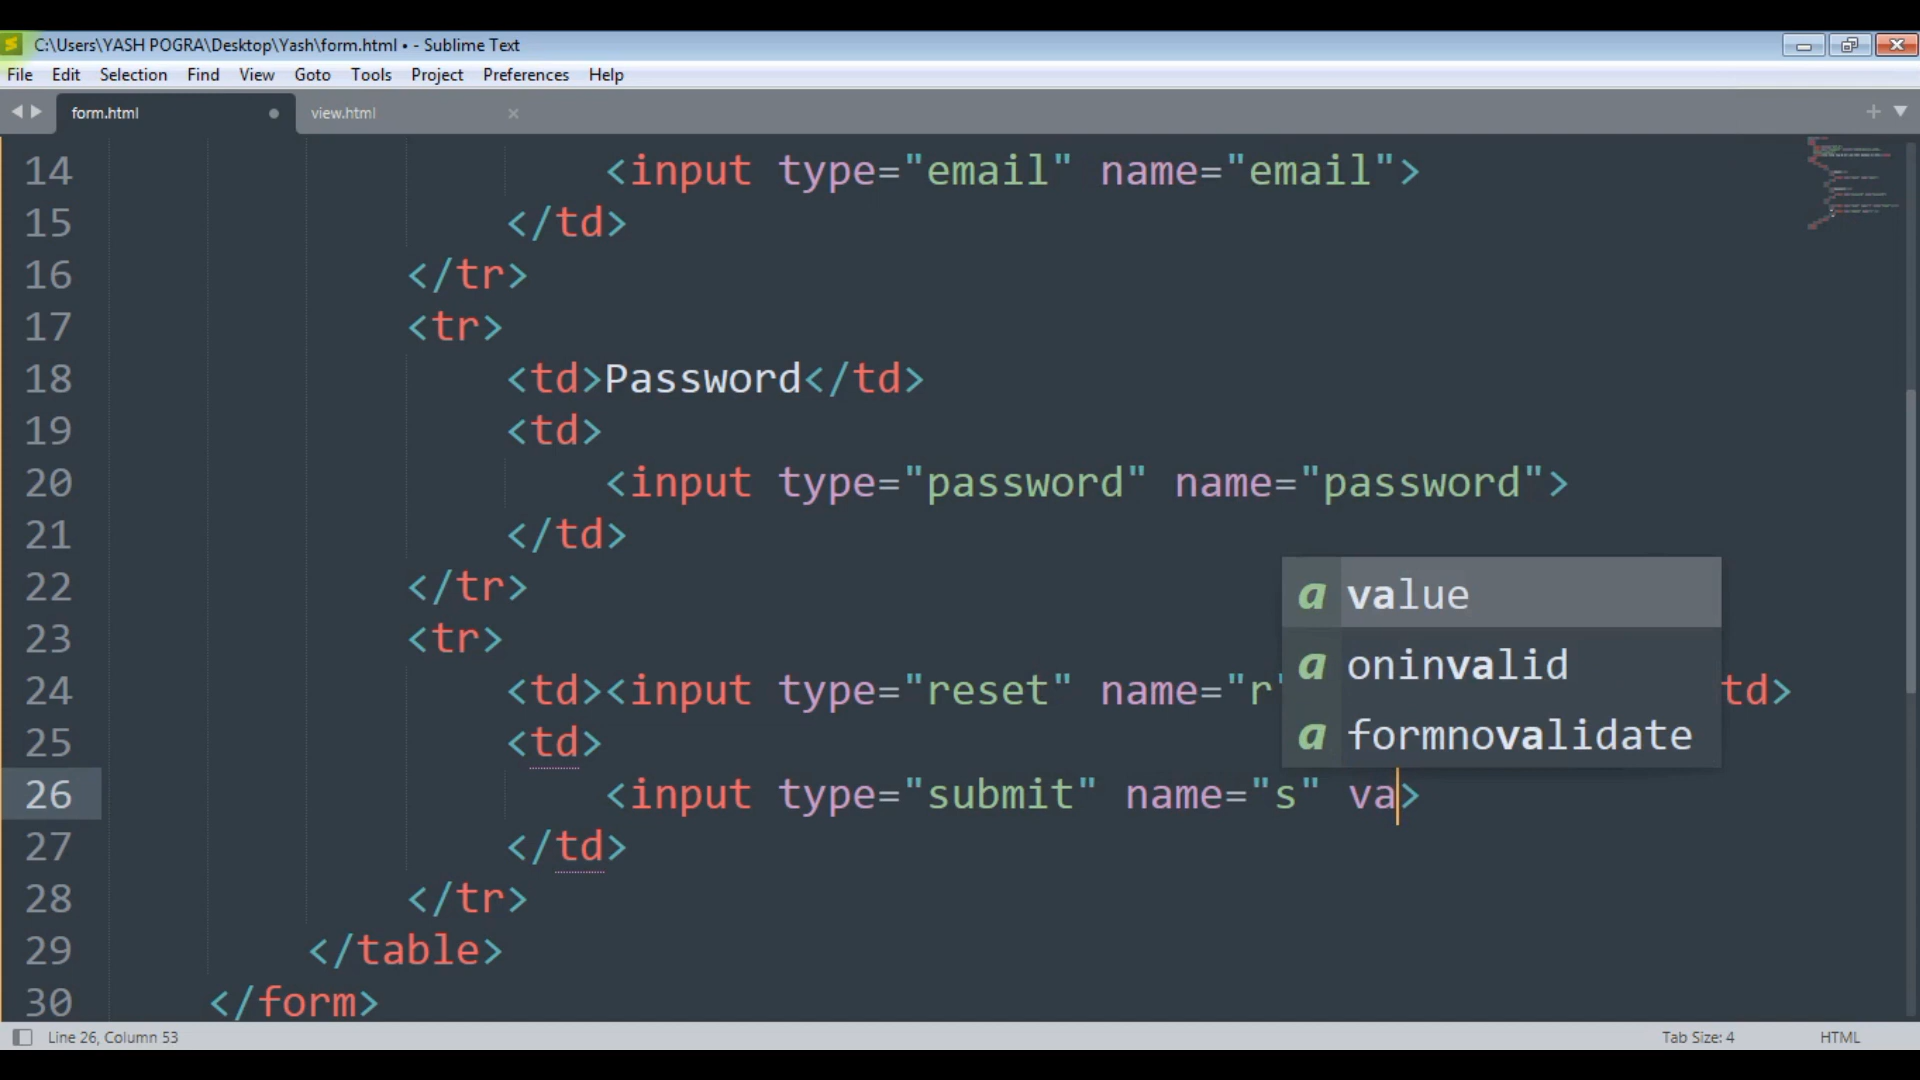 C:\Users\YASH POGRA\Desktop\Yash\form.html • - Sublime Text
File Edit Selection Find View Goto Tools Project Preferences Help
form.html view.html
14 <input type="email" name="email">
15 </td>
16 </tr>
17 <tr>
18 <td>Password</td>
19 <td>
20 <input type="password" name="password">
21 </td>
22 </tr>
a value
23 <tr>
a oninvalid
24 <td><input type="reset" name="r" td>
a formnovalidate
25 <td>
26 <input type="submit" name="s" va>
27 </td>
28 </tr>
29 </table>
30 </form>
Line 26, Column 53 Tab Size: 4 HTML